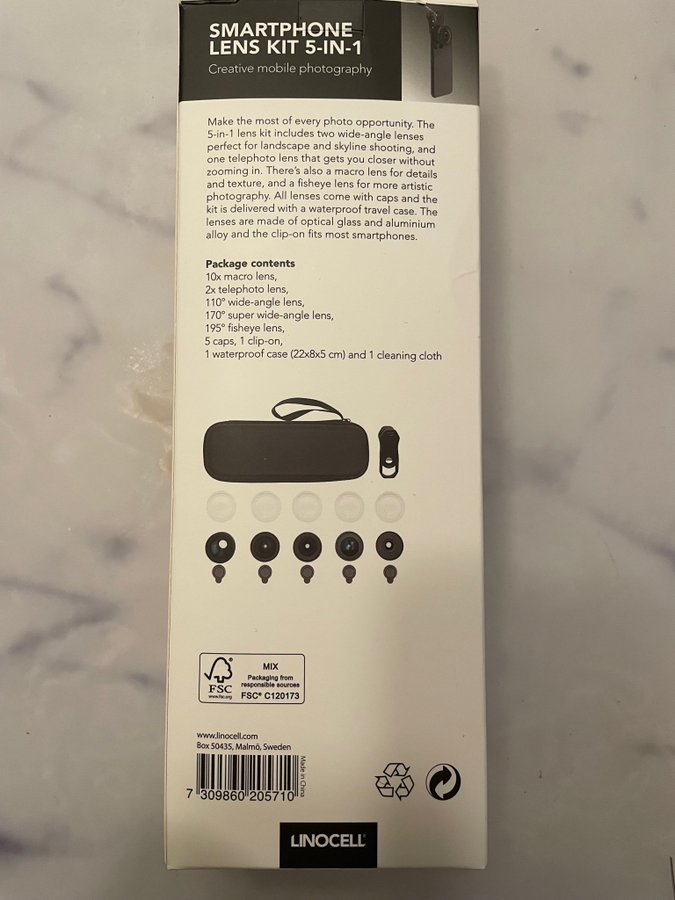 SMARTPHONE
LENS KIT 5-IN-1
Creative mobile photography
Make the most of every photo opportunity. The
5-in-1 lens kit includes two wide-angle lenses
perfect for landscape and skyline shooting, and
one telephoto lens that gets you closer without
zooming in. There's also a macro lens for details
and texture, and a fisheye lens for more artistic
photography. All lenses come with caps and the
kit is delivered with a waterproof travel case. The
lenses are made of optical glass and aluminium
alloy and the clip-on fits most smartphones.
Package contents
10x macro lens,
2x telephoto lens,
110° wide-angle lens,
170° super wide-angle lens,
195° fisheye lens,
5 caps, 1 clip-on,
1 waterproof case (22x8x5 cm) and 1 cleaning cloth
FSC
www.fsc.org
MIX
Packaging from
responsible sources
FSC® C120173
www.linocell.com
Box 50435, Malmö, Sweden
Made in China
7 309860 205710
LINOCELL®